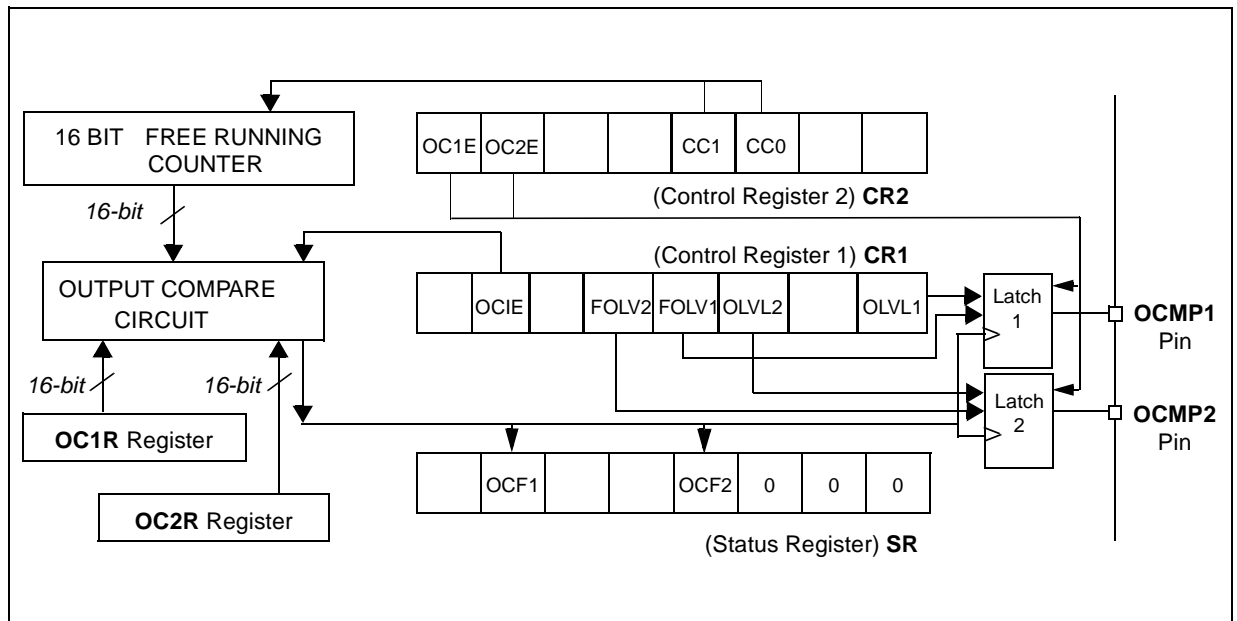 16 BIT FREE RUNNING
COUNTER
OC1E OC2E CC1 CC0
(Control Register 2) CR2
16-bit
(Control Register 1) CR1
OUTPUT COMPARE
CIRCUIT
OCIE FOLV2 FOLV1 OLVL2 OLVL1
Latch
1
OCMP1
Pin
16-bit
16-bit
Latch
2
OCMP2
Pin
OC1R Register
OCF1 OCF2 0 0 0
OC2R Register
(Status Register) SR